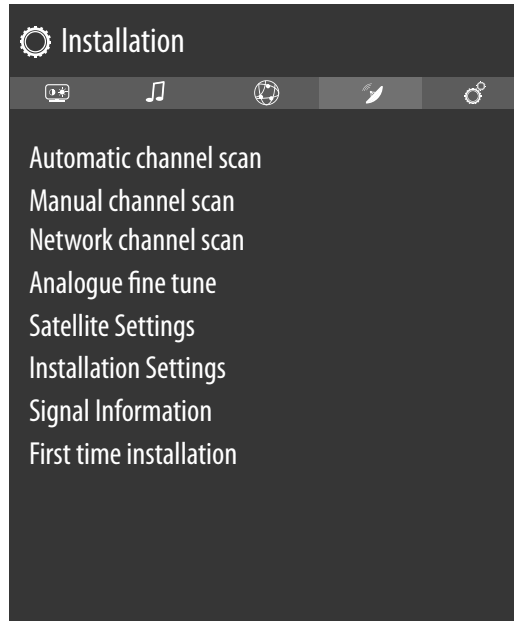 Installation
Automatic channel scan
Manual channel scan
Network channel scan
Analogue fine tune
Satellite Settings
Installation Settings
Signal Information
First time installation